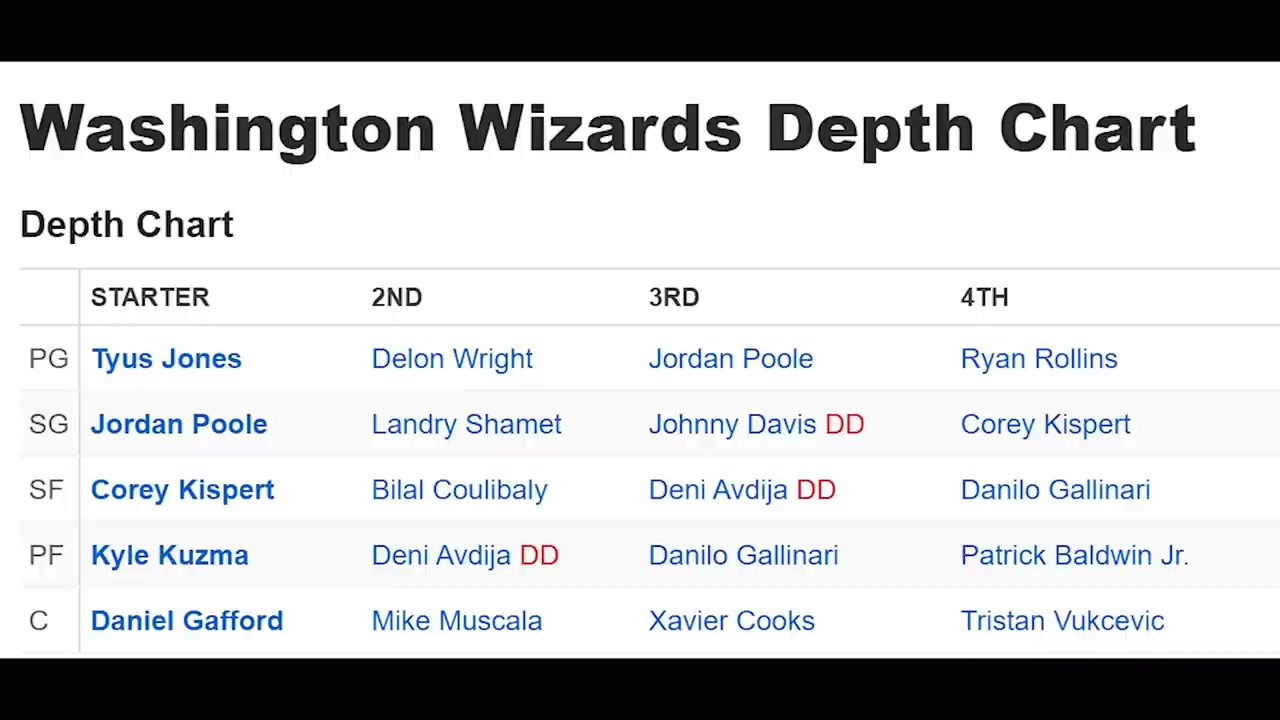 Washington Wizards Depth Chart
Depth Chart
STARTER 2ND 3RD 4TH
PG Tyus Jones Delon Wright Jordan Poole Ryan Rollins
SG Jordan Poole Landry Shamet Johnny Davis DD Corey Kispert
SF Corey Kispert Bilal Coulibaly Deni Avdija DD Danilo Gallinari
PF Kyle Kuzma Deni Avdija DD Danilo Gallinari Patrick Baldwin Jr.
C Daniel Gafford Mike Muscala Xavier Cooks Tristan Vukcevic